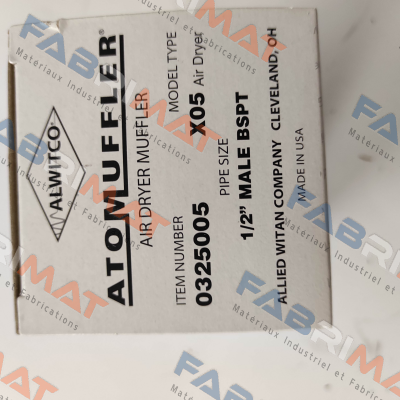 ALWITCO®
ATOMUFFLER®
AIR DRYER MUFFLER
ITEM NUMBER
0325005
MODEL TYPE
X05 Air Dryer
PIPE SIZE
1/2" MALE BSPT
ALLIED WITAN COMPANY CLEVELAND, OH
MADE IN USA
FABRIMAT
Matériaux Industriel et Fabrications